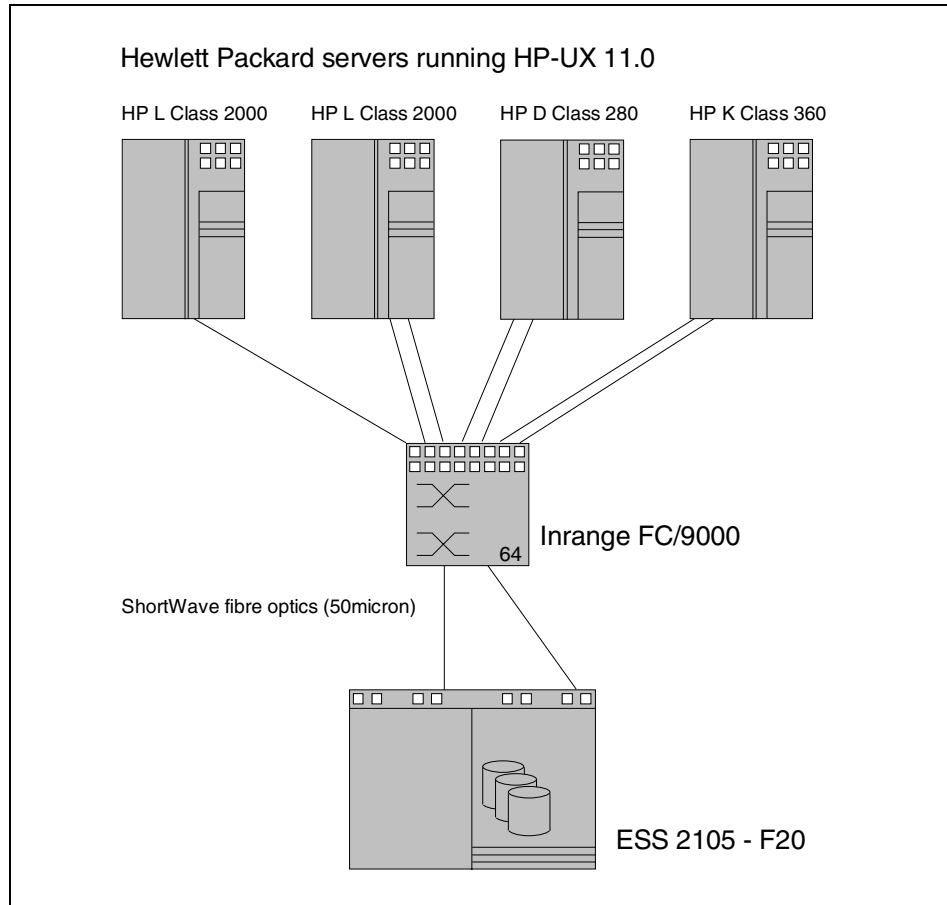 Hewlett Packard servers running HP-UX 11.0
HP L Class 2000
HP L Class 2000
HP D Class 280
HP K Class 360
64
Inrange FC/9000
ShortWave fibre optics (50micron)
ESS 2105 - F20